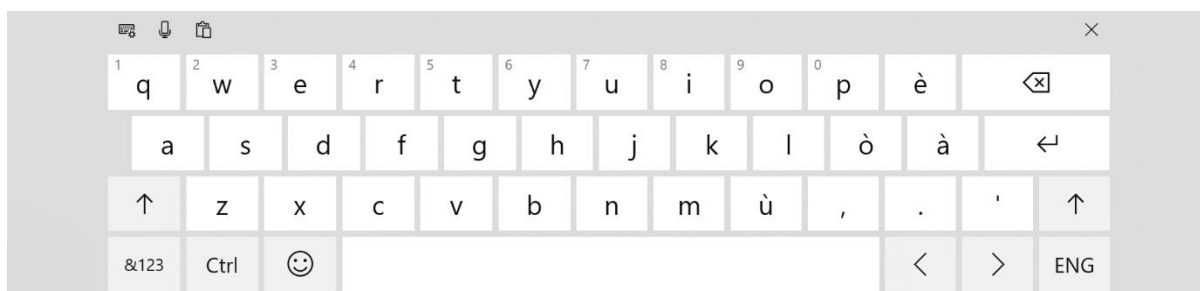 1 q 2 w 3 e 4 r 5 t 6 y 7 u 8 i 9 o 0 p è
a s d f g h j k l ò à
z x c v b n m ù , . '
&123 Ctrl < > ENG